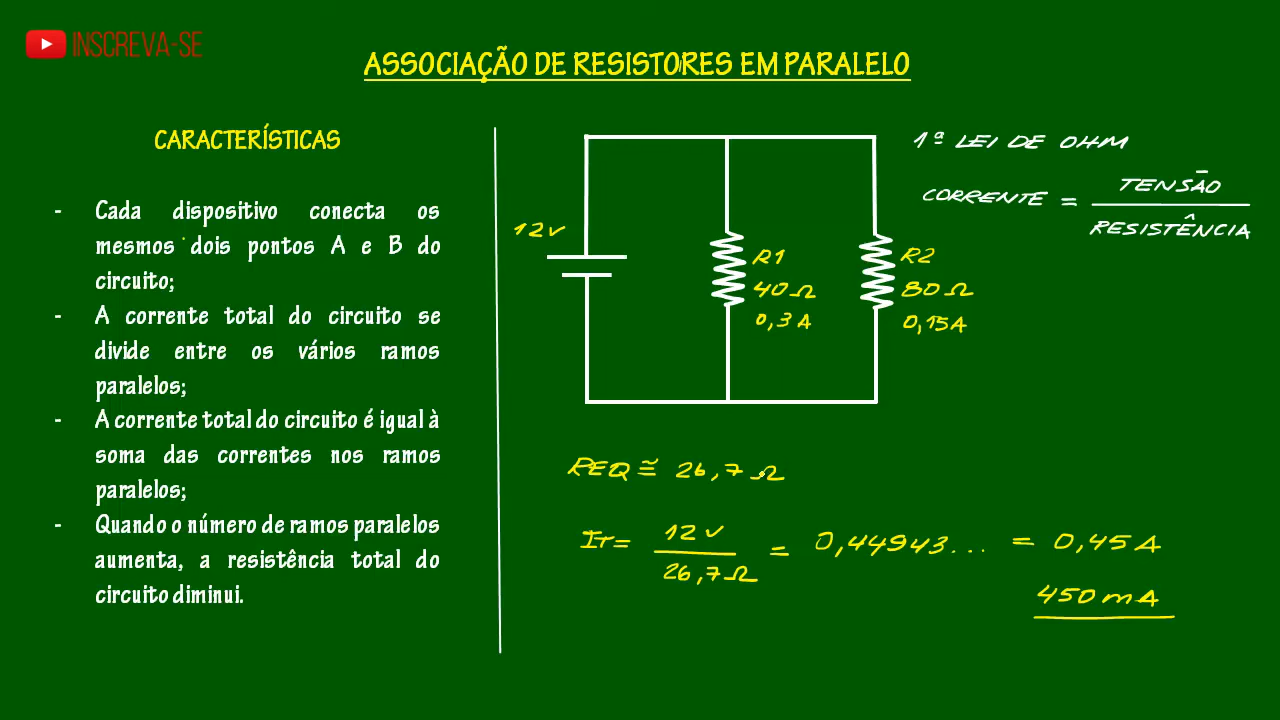 INSCREVA-SE
ASSOCIAÇÃO DE RESISTORES EM PARALELO
CARACTERÍSTICAS
- Cada dispositivo conecta os
mesmos dois pontos A e B do
circuito;
- A corrente total do circuito se
divide entre os vários ramos
paralelos;
- A corrente total do circuito é igual à
soma das correntes nos ramos
paralelos;
- Quando o número de ramos paralelos
aumenta, a resistência total do
circuito diminui.
12V
R1
40Ω
0,3A
R2
80Ω
0,15A
1ª LEI DE OHM
CORRENTE = TENSÃO
RESISTÊNCIA
REQ ≅ 26,7Ω
IT= 12V
26,7Ω
= 0,44943... = 0,45A
450mA